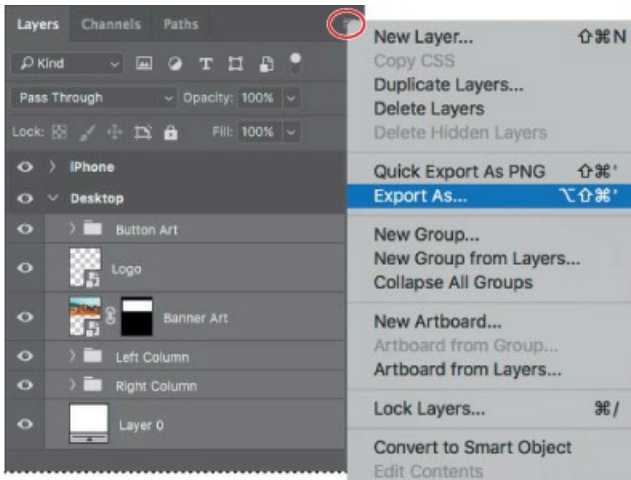 Layers Channels Paths
Kind
Pass Through Opacity: 100%
Lock: Fill: 100%
iPhone
Desktop
Button Art
Logo
Banner Art
Left Column
Right Column
Layer 0
New Layer... ⇧⌘N
Copy CSS
Duplicate Layers...
Delete Layers
Delete Hidden Layers
Quick Export As PNG ⇧⌘'
Export As... ⌥⇧⌘'
New Group...
New Group from Layers...
Collapse All Groups
New Artboard...
Artboard from Group...
Artboard from Layers...
Lock Layers... ⌘/
Convert to Smart Object
Edit Contents